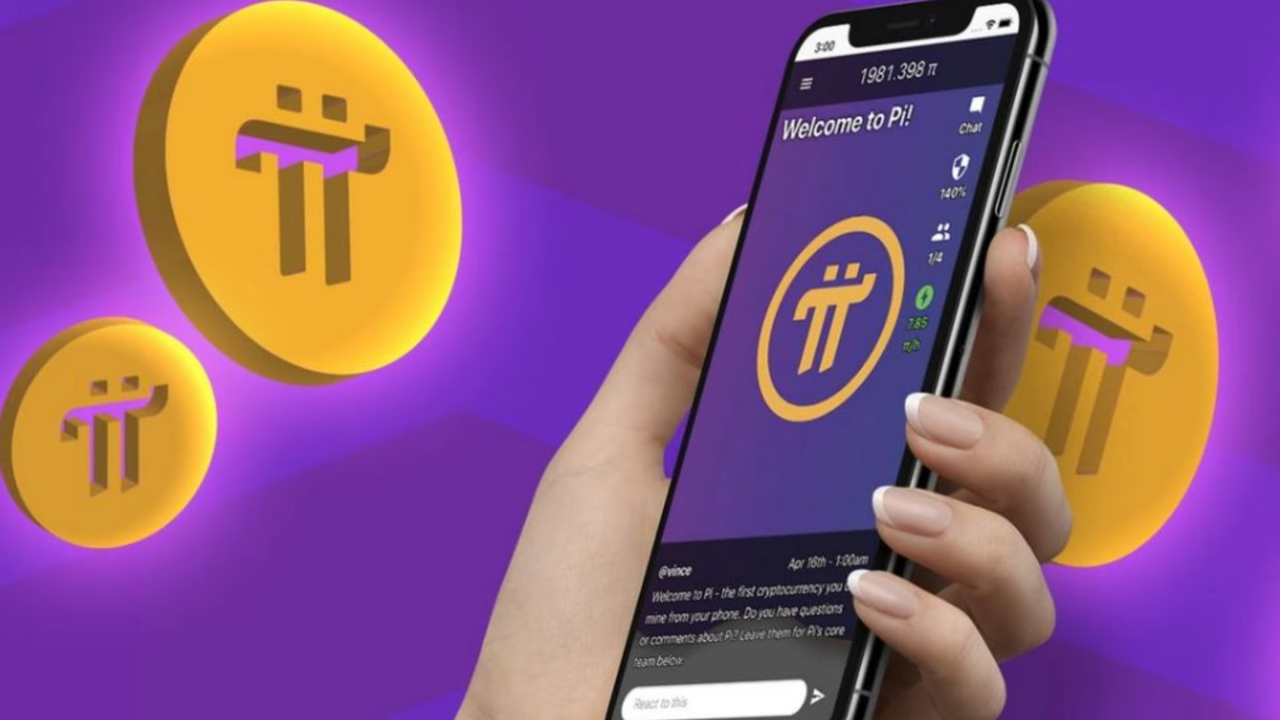 3:00
1981.398 π
Welcome to Pi!
Chat
140%
1/4
7.85
π/h
@vince
Apr 16th - 1:00am
Welcome to Pi - the first cryptocurrency you
mine from your phone. Do you have questions
or comments about Pi? Leave them for Pi's core
team below.
React to this